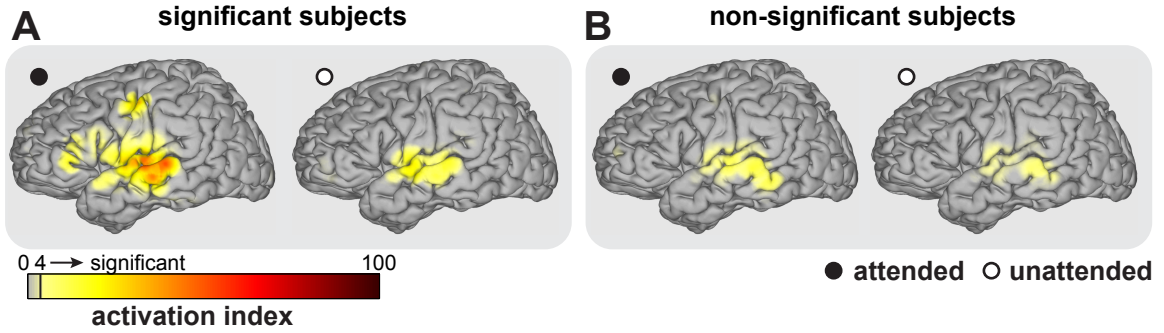 A significant subjects
B non-significant subjects
0 4 → significant 100
activation index
● attended ○ unattended